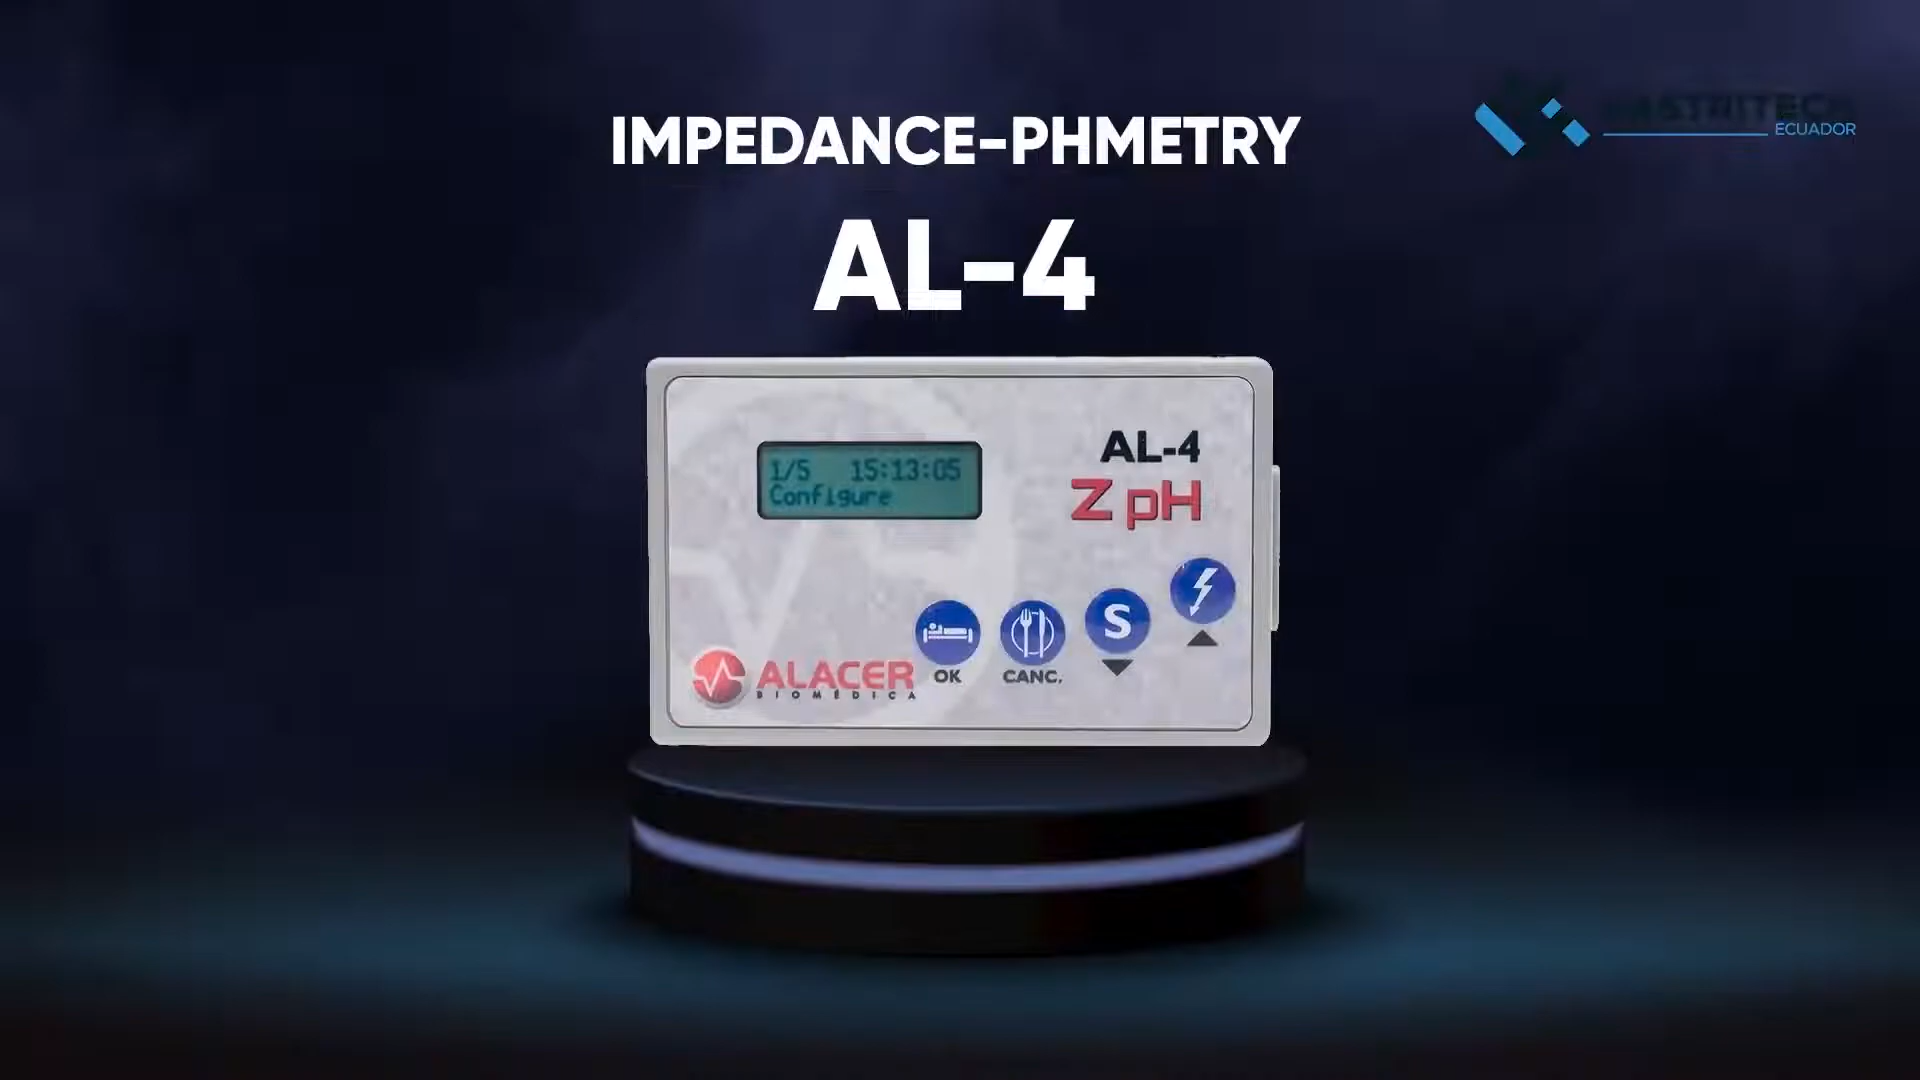 IMPEDANCE-PHMETRY
ECUADOR
AL-4
AL-4
1/5 15:13:05
Configure
Z pH
S
OK
CANC.
ALACER
BIOMÉDICA